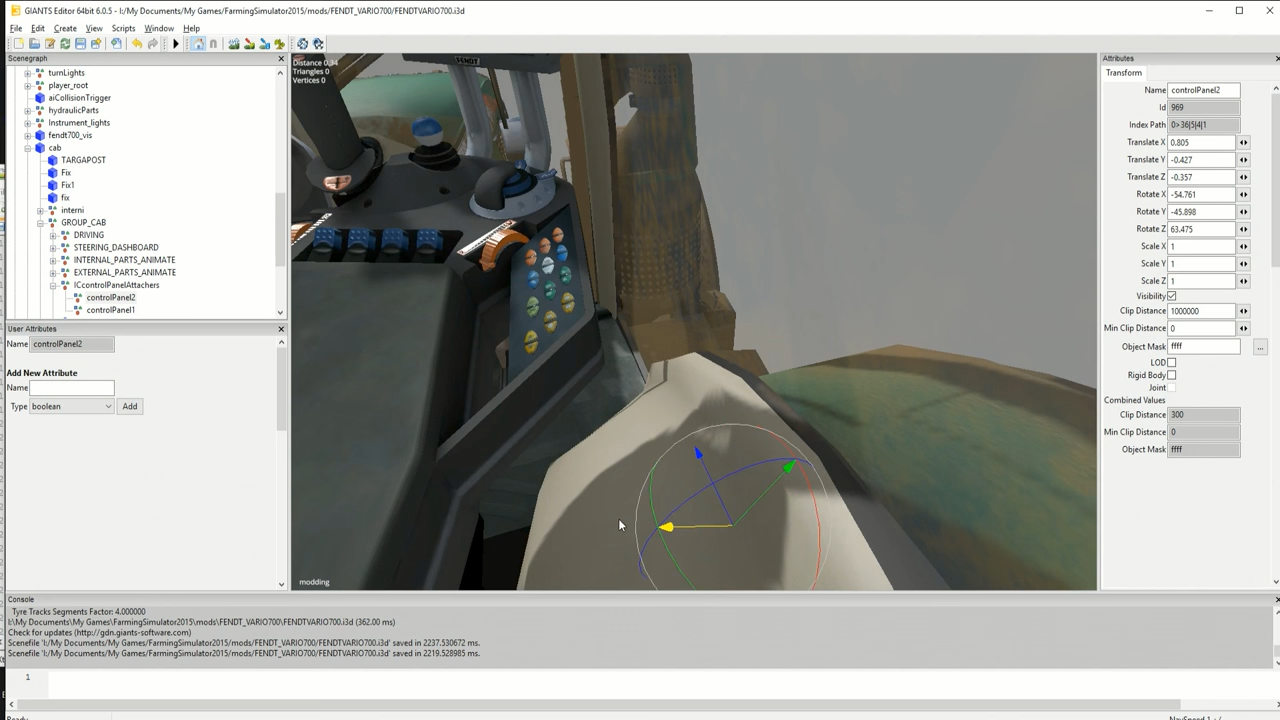 GIANTS Editor 64bit 6.0.5 - I:/My Documents/My Games/FarmingSimulator2015/mods/FENDT_VARIO700/FENDTVARIO700.i3d
File Edit Create View Scripts Window Help
Scenegraph
turnLights
player_root
aiCollisionTrigger
hydraulicParts
Instrument_lights
fendt700_vis
cab
TARGAPOST
Fix
Fix1
fix
interni
GROUP_CAB
DRIVING
STEERING_DASHBOARD
INTERNAL_PARTS_ANIMATE
EXTERNAL_PARTS_ANIMATE
ICcontrolPanelAttachers
controlPanel2
controlPanel1
User Attributes
Name controlPanel2
Add New Attribute
Name
Type boolean Add
Distance 0.94
Triangles 0
Vertices 0
FENDT
modding
Attributes
Transform
Name controlPanel2
Id 969
Index Path 0>36|5|4|1
Translate X 0.805
Translate Y -0.427
Translate Z -0.357
Rotate X -54.761
Rotate Y -45.898
Rotate Z 63.475
Scale X 1
Scale Y 1
Scale Z 1
Visibility
Clip Distance 1000000
Min Clip Distance 0
Object Mask ffff ...
LOD
Rigid Body
Joint
Combined Values
Clip Distance 300
Min Clip Distance 0
Object Mask ffff
Console
Tyre Tracks Segments Factor: 4.000000
I:\My Documents\My Games\FarmingSimulator2015\mods\FENDT_VARIO700\FENDTVARIO700.i3d (362.00 ms)
Check for updates (http://gdn.giants-software.com)
Scenefile 'I:/My Documents/My Games/FarmingSimulator2015/mods/FENDT_VARIO700/FENDTVARIO700.i3d' saved in 2237.530672 ms.
Scenefile 'I:/My Documents/My Games/FarmingSimulator2015/mods/FENDT_VARIO700/FENDTVARIO700.i3d' saved in 2219.528985 ms.
1